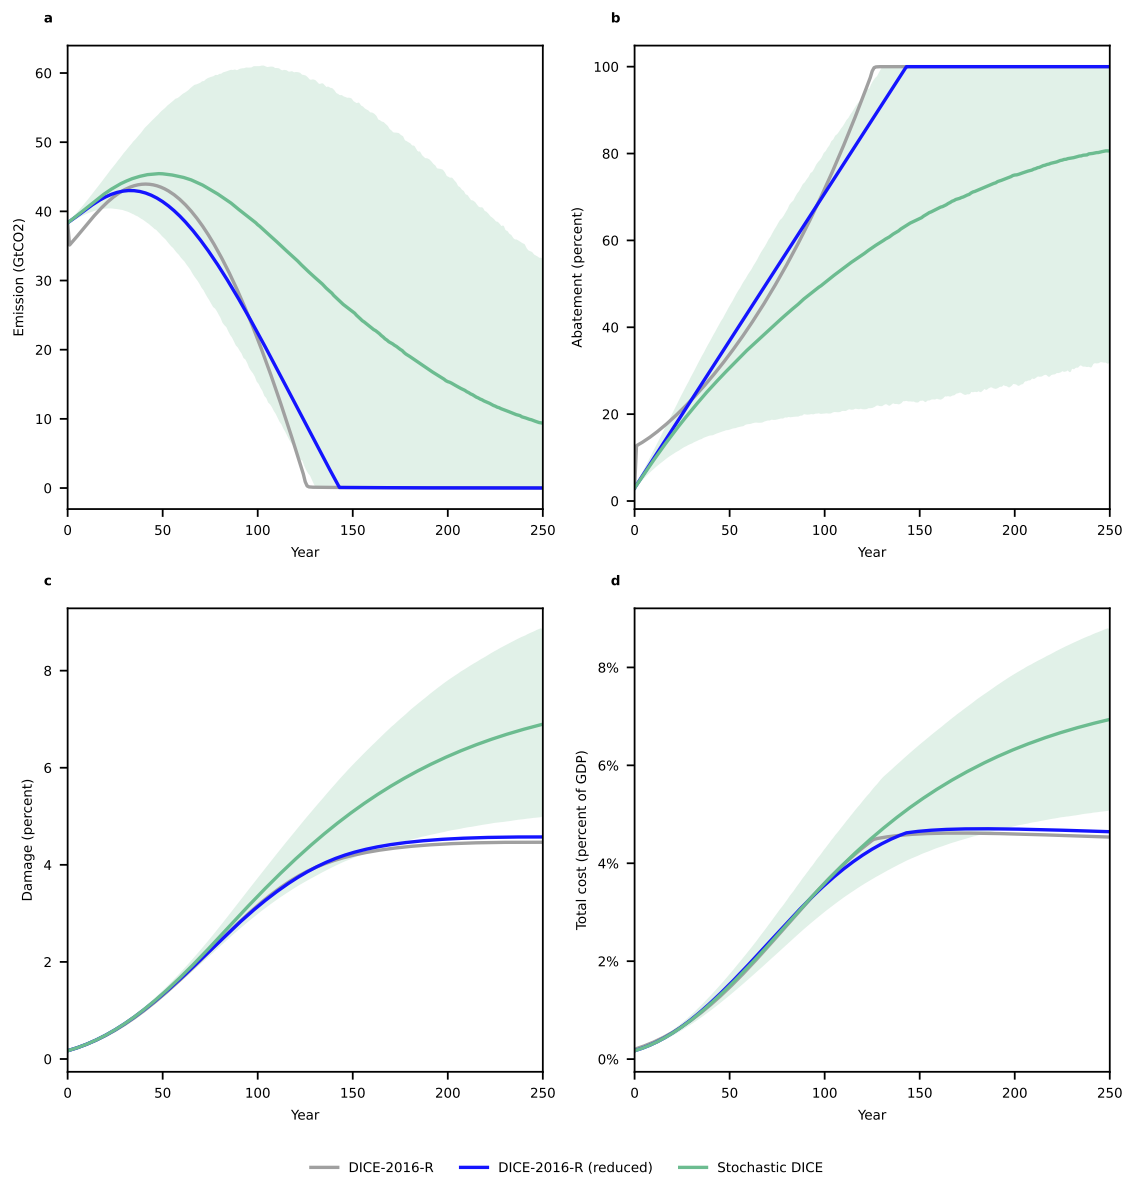 a
60
50
40
30
20
10
0
Emission (GtCO2)
0 50 100 150 200 250
Year
b
100
80
60
40
20
0
Abatement (percent)
0 50 100 150 200 250
Year
c
8
6
4
2
0
Damage (percent)
0 50 100 150 200 250
Year
d
8%
6%
4%
2%
0%
Total cost (percent of GDP)
0 50 100 150 200 250
Year
DICE-2016-R DICE-2016-R (reduced) Stochastic DICE